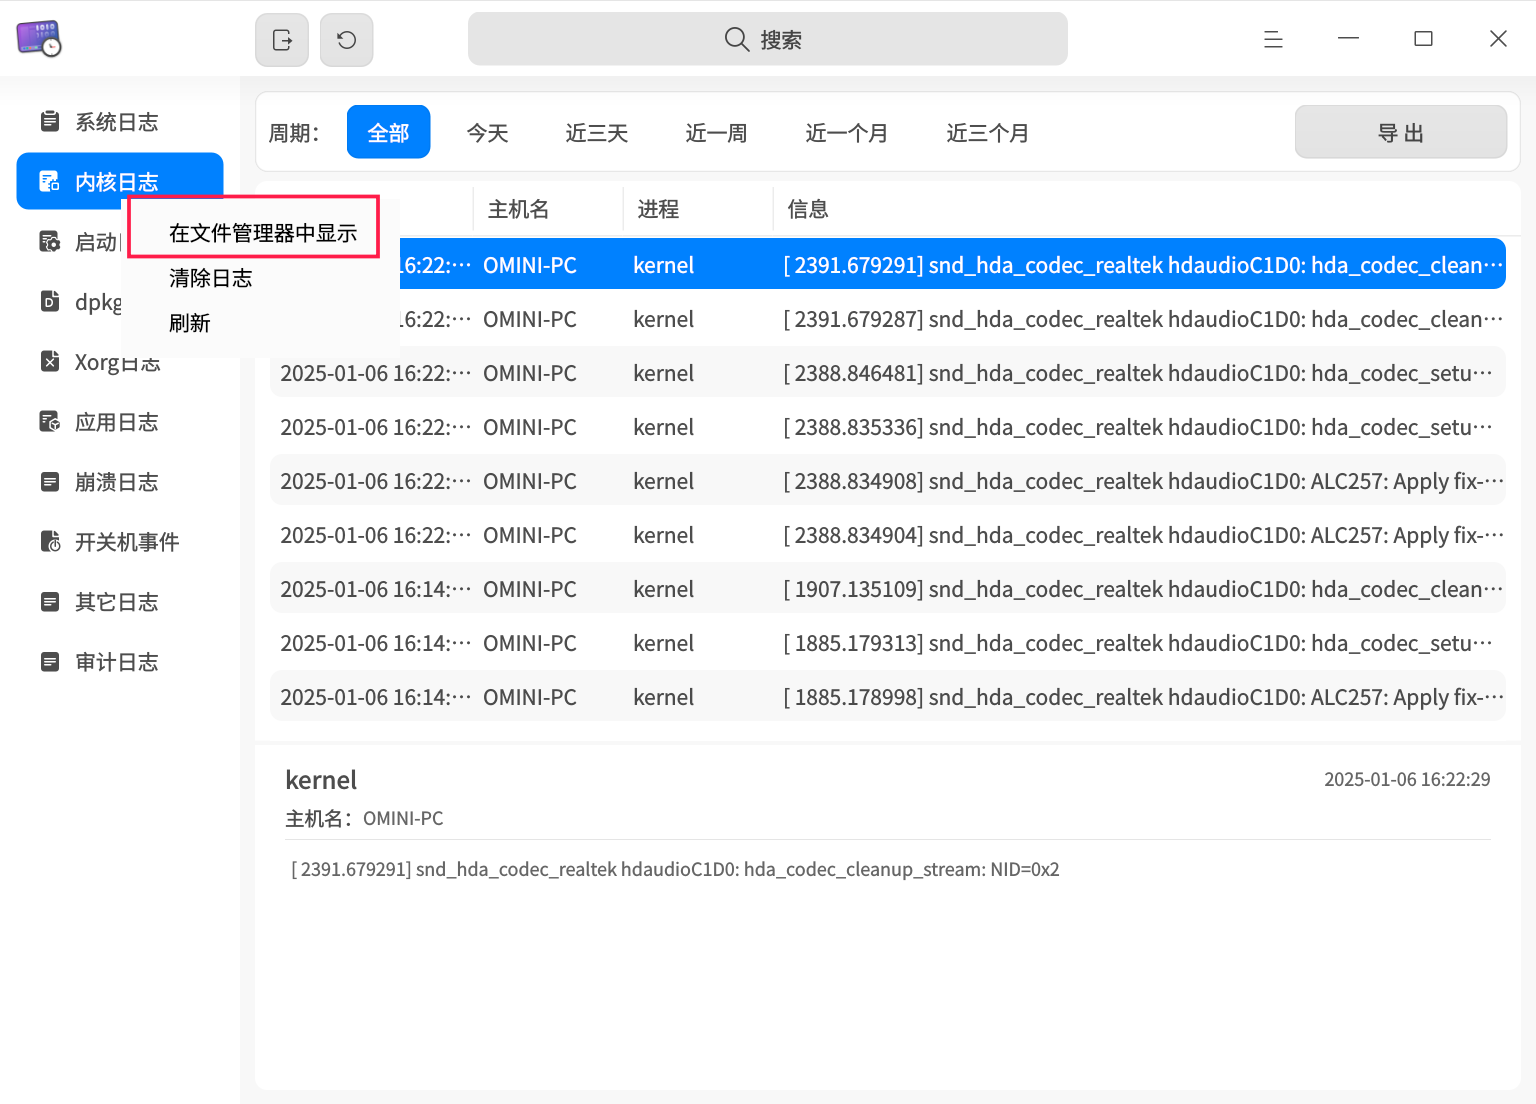 搜索
系统日志
内核日志
启动
dpkg
Xorg日志
应用日志
崩溃日志
开关机事件
其它日志
审计日志
在文件管理器中显示
清除日志
刷新
周期: 全部 今天 近三天 近一周 近一个月 近三个月 导 出
主机名 进程 信息
16:22:··· OMINI-PC kernel [ 2391.679291] snd_hda_codec_realtek hdaudioC1D0: hda_codec_clean···
16:22:··· OMINI-PC kernel [ 2391.679287] snd_hda_codec_realtek hdaudioC1D0: hda_codec_clean···
2025-01-06 16:22:··· OMINI-PC kernel [ 2388.846481] snd_hda_codec_realtek hdaudioC1D0: hda_codec_setu···
2025-01-06 16:22:··· OMINI-PC kernel [ 2388.835336] snd_hda_codec_realtek hdaudioC1D0: hda_codec_setu···
2025-01-06 16:22:··· OMINI-PC kernel [ 2388.834908] snd_hda_codec_realtek hdaudioC1D0: ALC257: Apply fix-···
2025-01-06 16:22:··· OMINI-PC kernel [ 2388.834904] snd_hda_codec_realtek hdaudioC1D0: ALC257: Apply fix-···
2025-01-06 16:14:··· OMINI-PC kernel [ 1907.135109] snd_hda_codec_realtek hdaudioC1D0: hda_codec_clean···
2025-01-06 16:14:··· OMINI-PC kernel [ 1885.179313] snd_hda_codec_realtek hdaudioC1D0: hda_codec_setu···
2025-01-06 16:14:··· OMINI-PC kernel [ 1885.178998] snd_hda_codec_realtek hdaudioC1D0: ALC257: Apply fix-···
kernel 2025-01-06 16:22:29
主机名: OMINI-PC
[ 2391.679291] snd_hda_codec_realtek hdaudioC1D0: hda_codec_cleanup_stream: NID=0x2